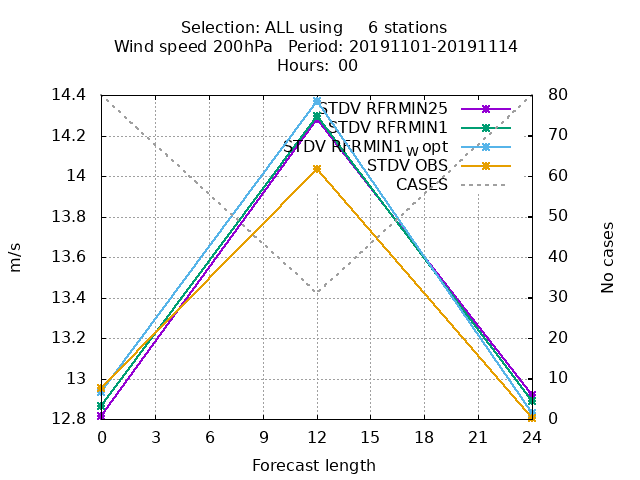 Selection: ALL using     6 stations
Wind speed 200hPa   Period: 20191101-20191114
Hours: 00
STDV RFRMIN25
STDV RFRMIN1
STDV RFRMIN1 W opt
STDV OBS
CASES
14.4
14.2
14
13.8
13.6
13.4
13.2
13
12.8
m/s
80
70
60
50
40
30
20
10
0
No cases
0 3 6 9 12 15 18 21 24
Forecast length